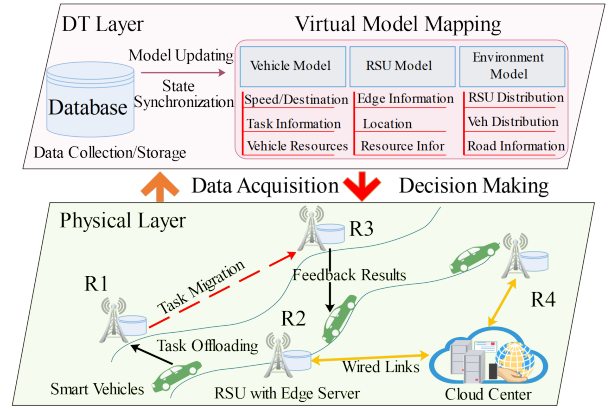 DT Layer
Virtual Model Mapping
Model Updating
State
Synchronization
Database
Data Collection/Storage
Vehicle Model
RSU Model
Environment
Model
Speed/Destination
Edge Information
RSU Distribution
Task Information
Location
Veh Distribution
Vehicle Resources
Resource Infor
Road Information
Data Acquisition
Decision Making
Physical Layer
R3
Task Migration
Feedback Results
R1
R2
R4
Task Offloading
Wired Links
Smart Vehicles
RSU with Edge Server
Cloud Center